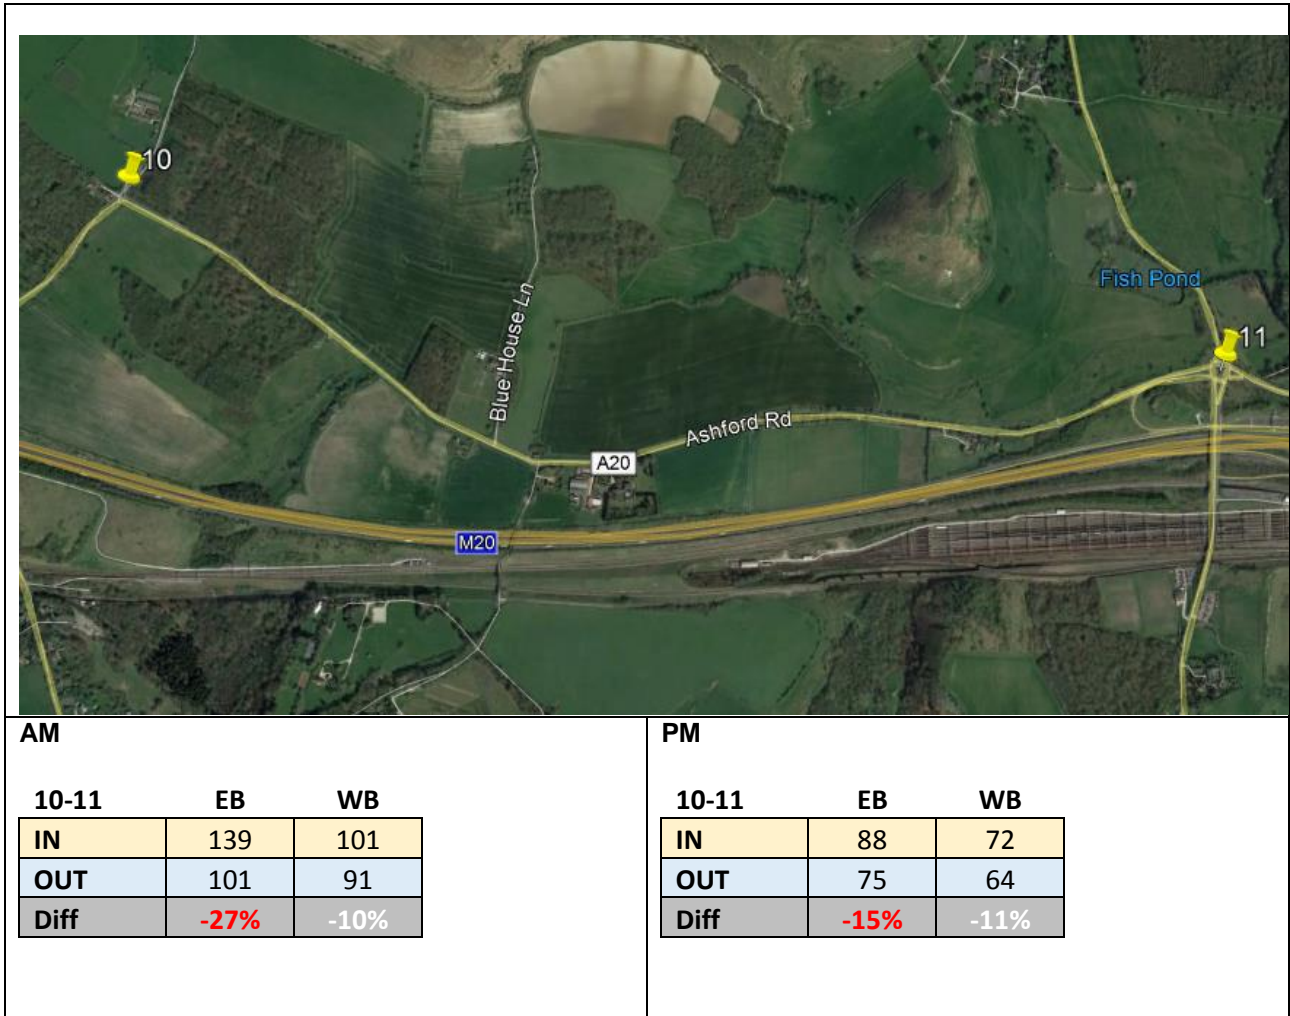 10
Blue House Ln
Fish Pond
11
Ashford Rd
A20
M20
AM
10-11 EB WB
IN 139 101
OUT 101 91
Diff -27% -10%
PM
10-11 EB WB
IN 88 72
OUT 75 64
Diff -15% -11%